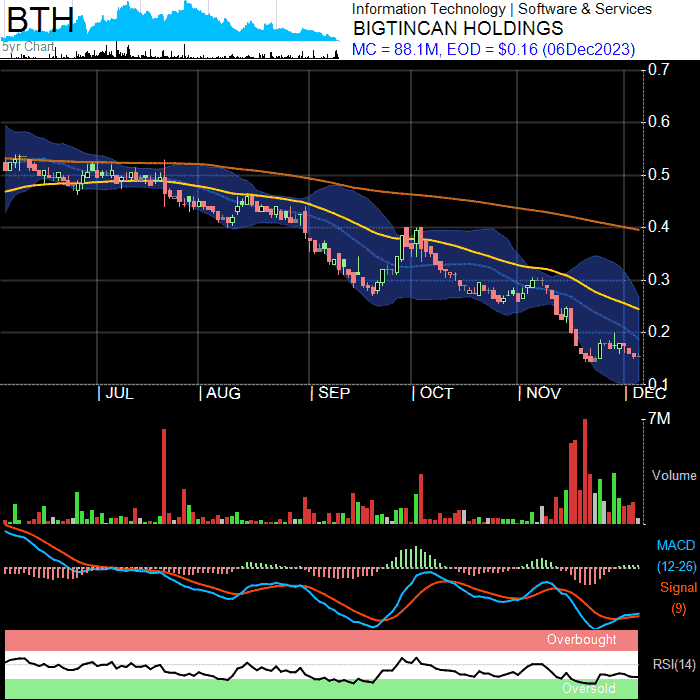 BTH
5yr Chart
Information Technology | Software & Services
BIGTINCAN HOLDINGS
MC = 88.1M, EOD = $0.16 (06Dec2023)
0.7
0.6
0.5
0.4
0.3
0.2
0.1
| JUL | AUG | SEP | OCT | NOV | DEC
7M
Volume
MACD
(12-26)
Signal
(9)
Overbought
RSI(14)
Oversold